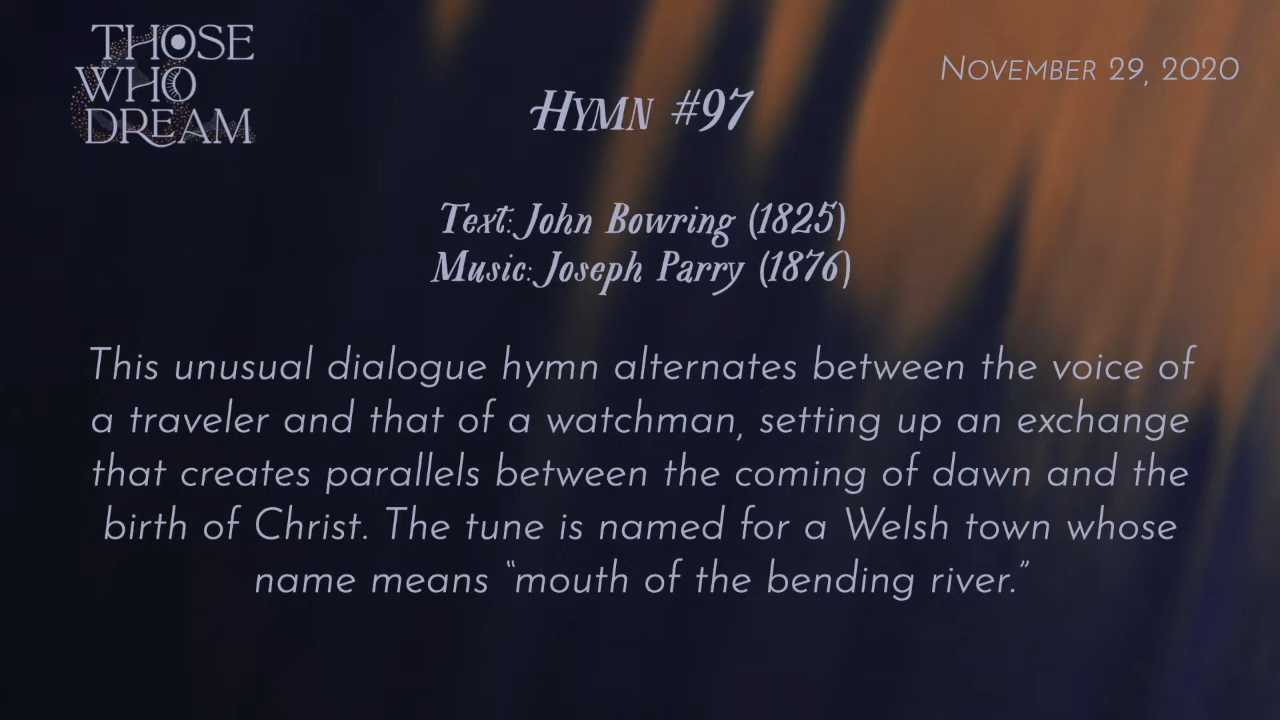 THOSE
WHO
DREAM
November 29, 2020
Hymn #97
Text: John Bowring (1825)
Music: Joseph Parry (1876)
This unusual dialogue hymn alternates between the voice of
a traveler and that of a watchman, setting up an exchange
that creates parallels between the coming of dawn and the
birth of Christ. The tune is named for a Welsh town whose
name means “mouth of the bending river.”